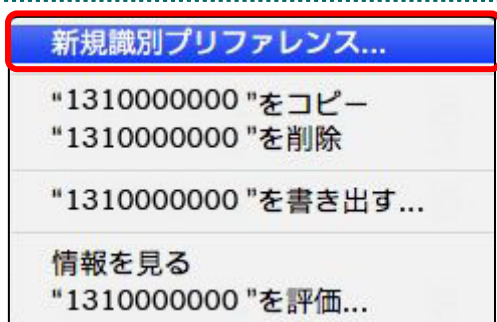 新規識別プリファレンス...
“1310000000 ”をコピー
“1310000000 ”を削除
“1310000000 ”を書き出す...
情報を見る
“1310000000 ”を評価...